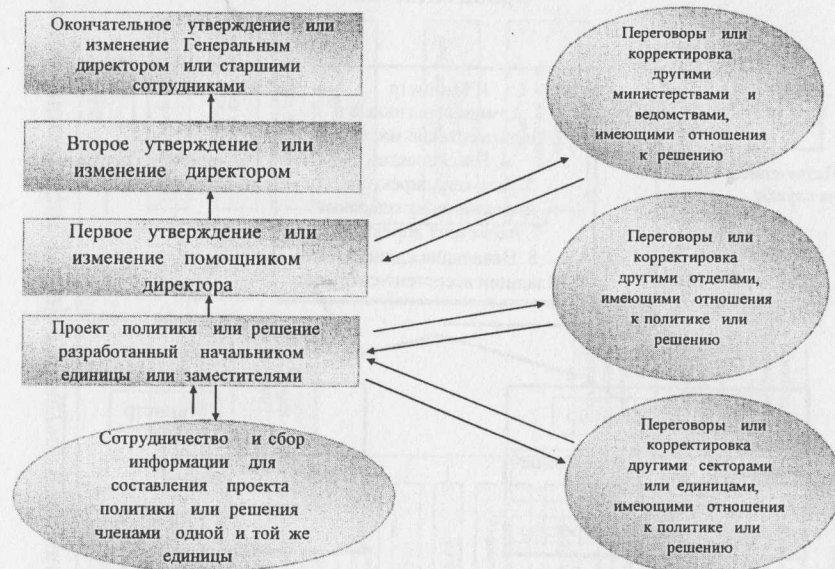 Окончательное утверждение или
изменение Генеральным
директором или старшими
сотрудниками
Второе утверждение или
изменение директором
Первое утверждение или
изменение помощником
директора
Проект политики или решение
разработанный начальником
единицы или заместителями
Сотрудничество и сбор
информации для
составления проекта
политики или решения
членами одной и той же
единицы
Переговоры или
корректировка
другими
министерствами и
ведомствами,
имеющими отношения
к решению
Переговоры или
корректировка
другими отделами,
имеющими отношения
к политике или
решению
Переговоры или
корректировка
другими секторами
или единицами,
имеющими отношения
к политике или
решению